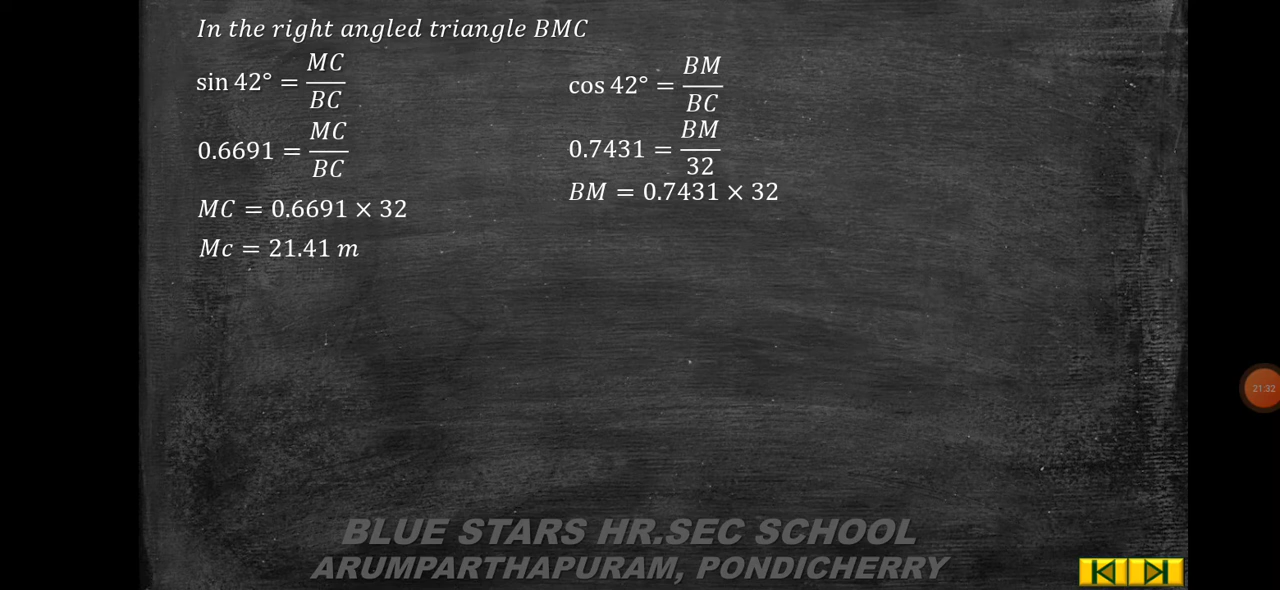 In the right angled triangle BMC
sin 42° = MC/BC
0.6691 = MC/BC
MC = 0.6691 × 32
Mc = 21.41 m
cos 42° = BM/BC
0.7431 = BM/32
BM = 0.7431 × 32
BLUE STARS HR.SEC SCHOOL
ARUMPARTHAPURAM, PONDICHERRY
21:32